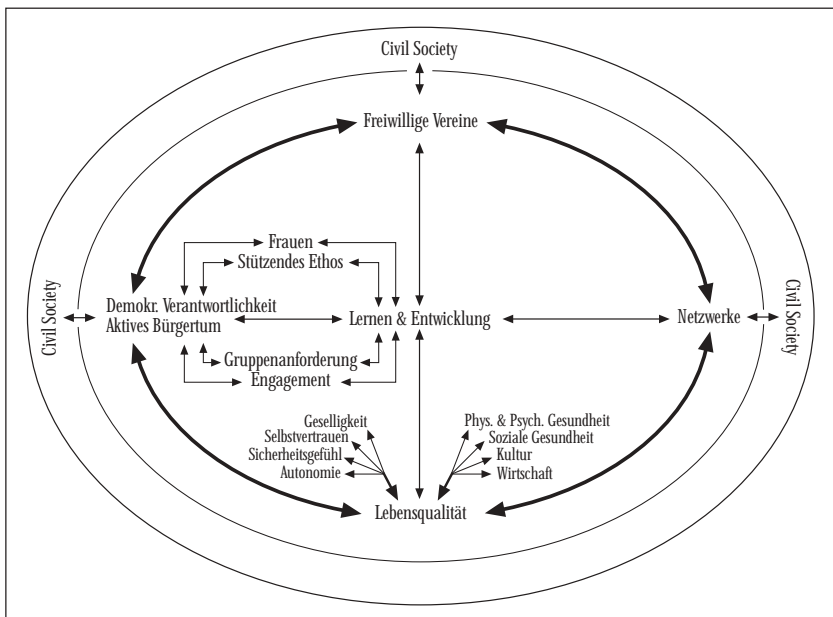 Civil Society
Freiwillige Vereine
Frauen
Stützendes Ethos
Civil Society
Demokr. Verantwortlichkeit
Aktives Bürgertum
Lernen & Entwicklung
Netzwerke
Civil Society
Gruppenanforderung
Engagement
Geselligkeit
Selbstvertrauen
Sicherheitsgefühl
Autonomie
Phys. & Psych. Gesundheit
Soziale Gesundheit
Kultur
Wirtschaft
Lebensqualität